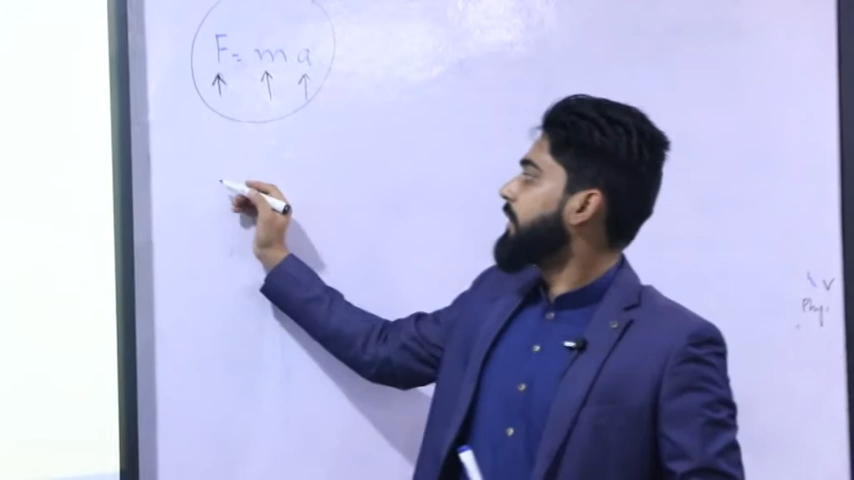 F = m a
↑ ↑ ↑